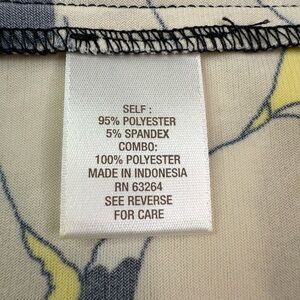 SELF :
95% POLYESTER
5% SPANDEX
COMBO:
100% POLYESTER
MADE IN INDONESIA
RN 63264
SEE REVERSE
FOR CARE